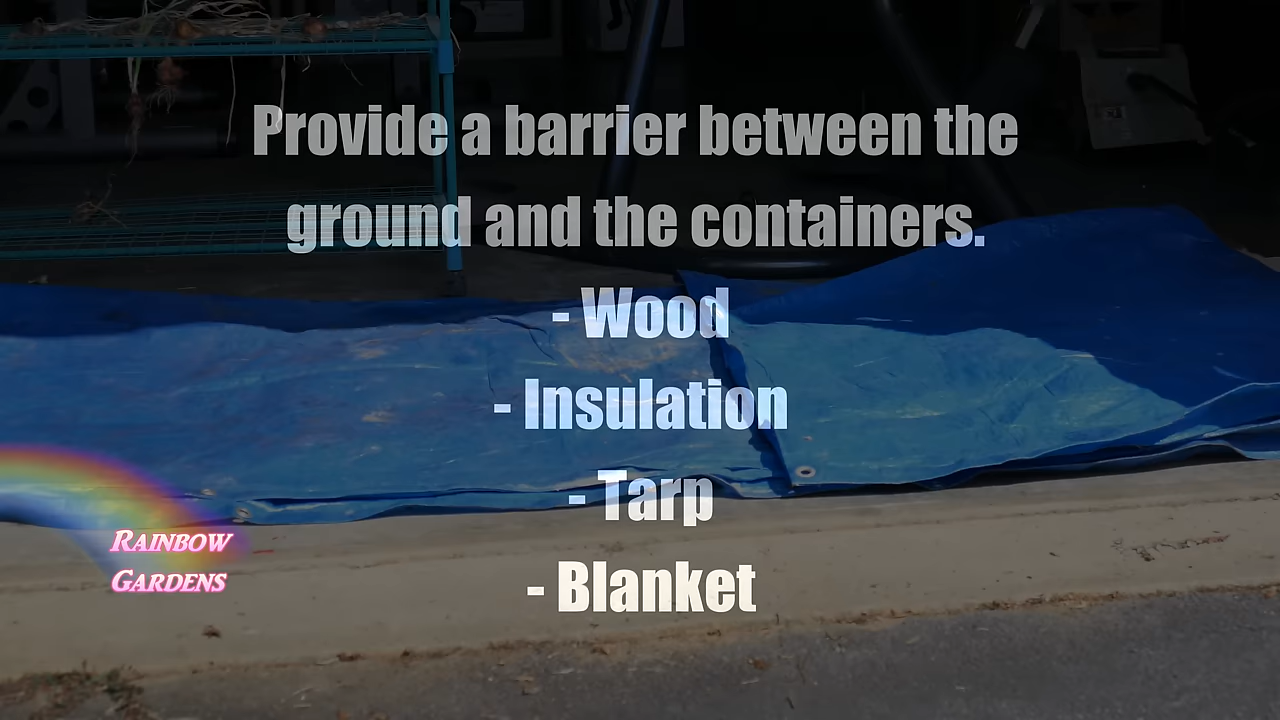 Provide a barrier between the
ground and the containers.
- Wood
- Insulation
- Tarp
- Blanket
RAINBOW
GARDENS